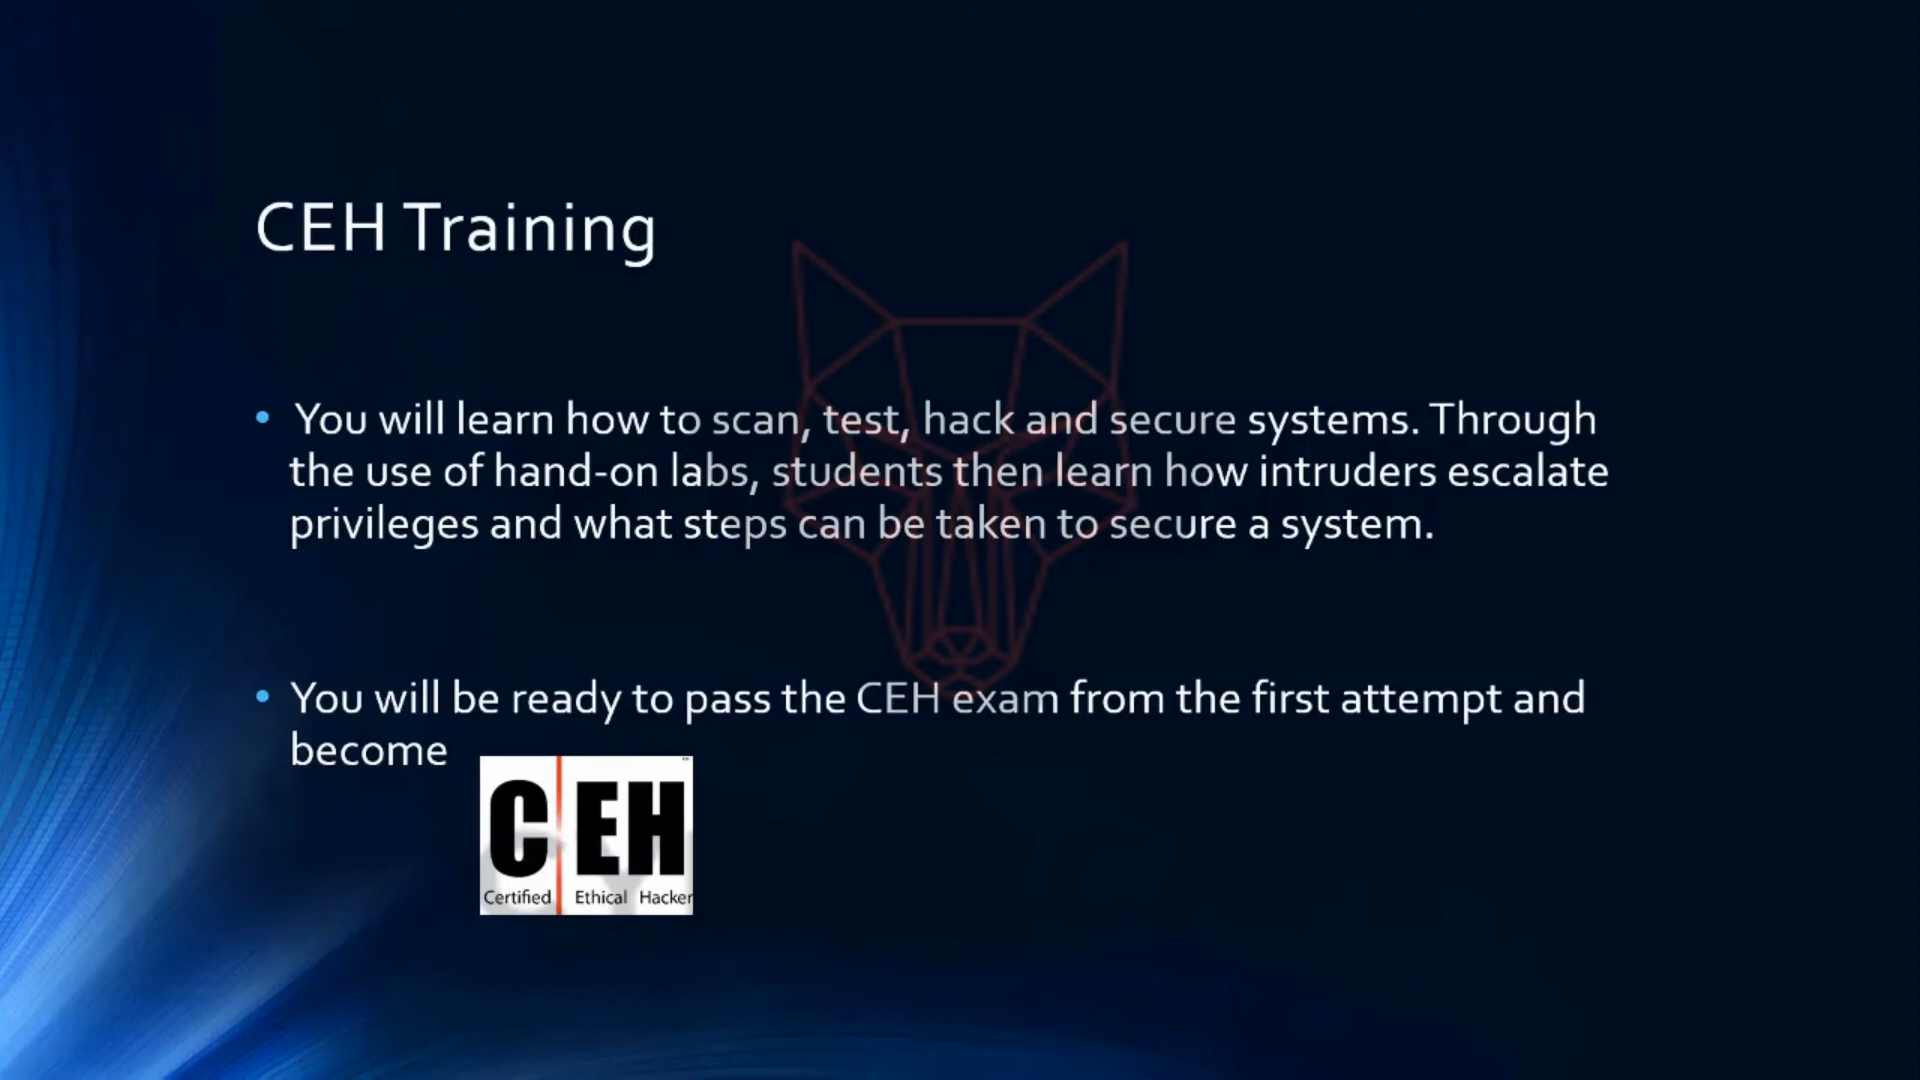 CEH Training
• You will learn how to scan, test, hack and secure systems. Through
the use of hand-on labs, students then learn how intruders escalate
privileges and what steps can be taken to secure a system.
• You will be ready to pass the CEH exam from the first attempt and
become
C EH
Certified Ethical Hacker